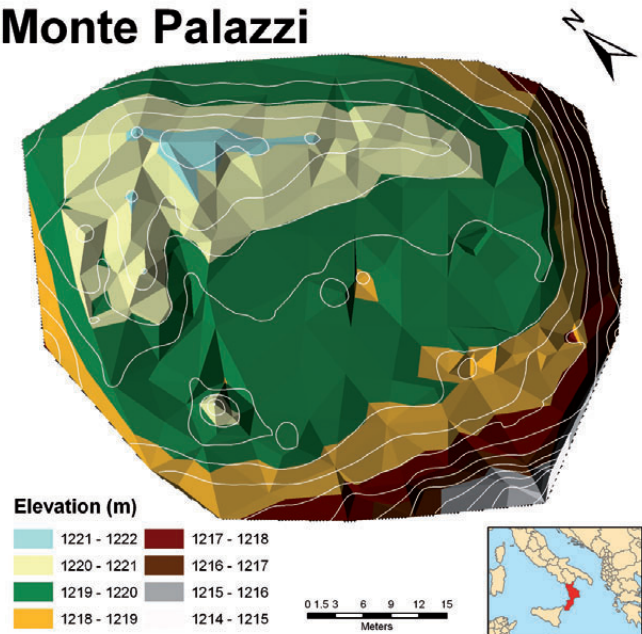 Monte Palazzi
N
Elevation (m)
1221 - 1222
1220 - 1221
1219 - 1220
1218 - 1219
1217 - 1218
1216 - 1217
1215 - 1216
1214 - 1215
0 1.5 3 6 9 12 15
Meters